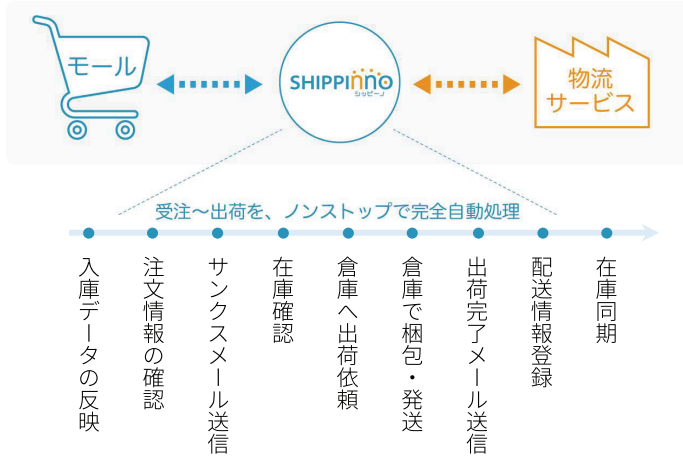 モール
SHIPPINNO
シッピーノ
物流
サービス
受注～出荷を、ノンストップで完全自動処理
入庫データの反映
注文情報の確認
サンクスメール送信
在庫確認
倉庫へ出荷依頼
倉庫で梱包・発送
出荷完了メール送信
配送情報登録
在庫同期